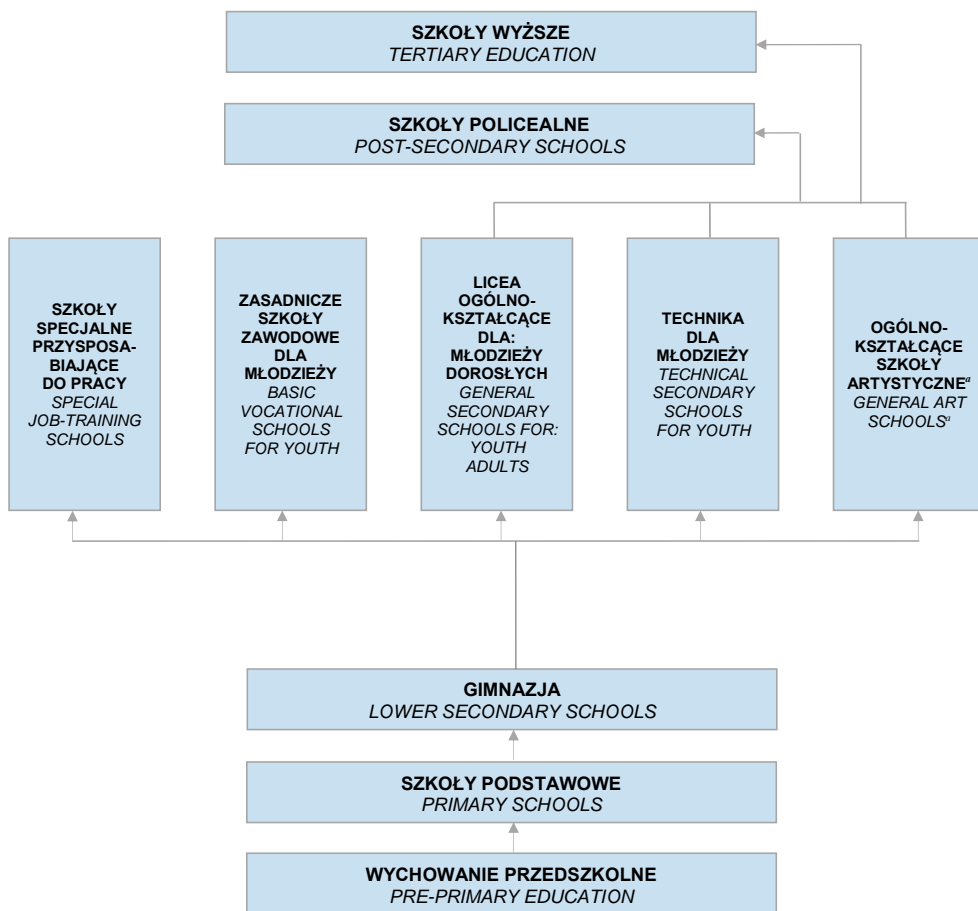 SZKOŁY WYŻSZE
TERTIARY EDUCATION
SZKOŁY POLICEALNE
POST-SECONDARY SCHOOLS
SZKOŁY
SPECJALNE
PRZYSPOSA-
BIAJĄCE
DO PRACY
SPECIAL
JOB-TRAINING
SCHOOLS
ZASADNICZE
SZKOŁY
ZAWODOWE
DLA
MŁODZIEŻY
BASIC
VOCATIONAL
SCHOOLS
FOR YOUTH
LICEA
OGÓLNO-
KSZTAŁCĄCE
DLA:
MŁODZIEŻY
DOROSŁYCH
GENERAL
SECONDARY
SCHOOLS FOR:
YOUTH
ADULTS
TECHNIKA
DLA
MŁODZIEŻY
TECHNICAL
SECONDARY
SCHOOLS
FOR YOUTH
OGÓLNO-
KSZTAŁCĄCE
SZKOŁY
ARTYSTYCZNEᵃ
GENERAL ART
SCHOOLSᵃ
GIMNAZJA
LOWER SECONDARY SCHOOLS
SZKOŁY PODSTAWOWE
PRIMARY SCHOOLS
WYCHOWANIE PRZEDSZKOLNE
PRE-PRIMARY EDUCATION